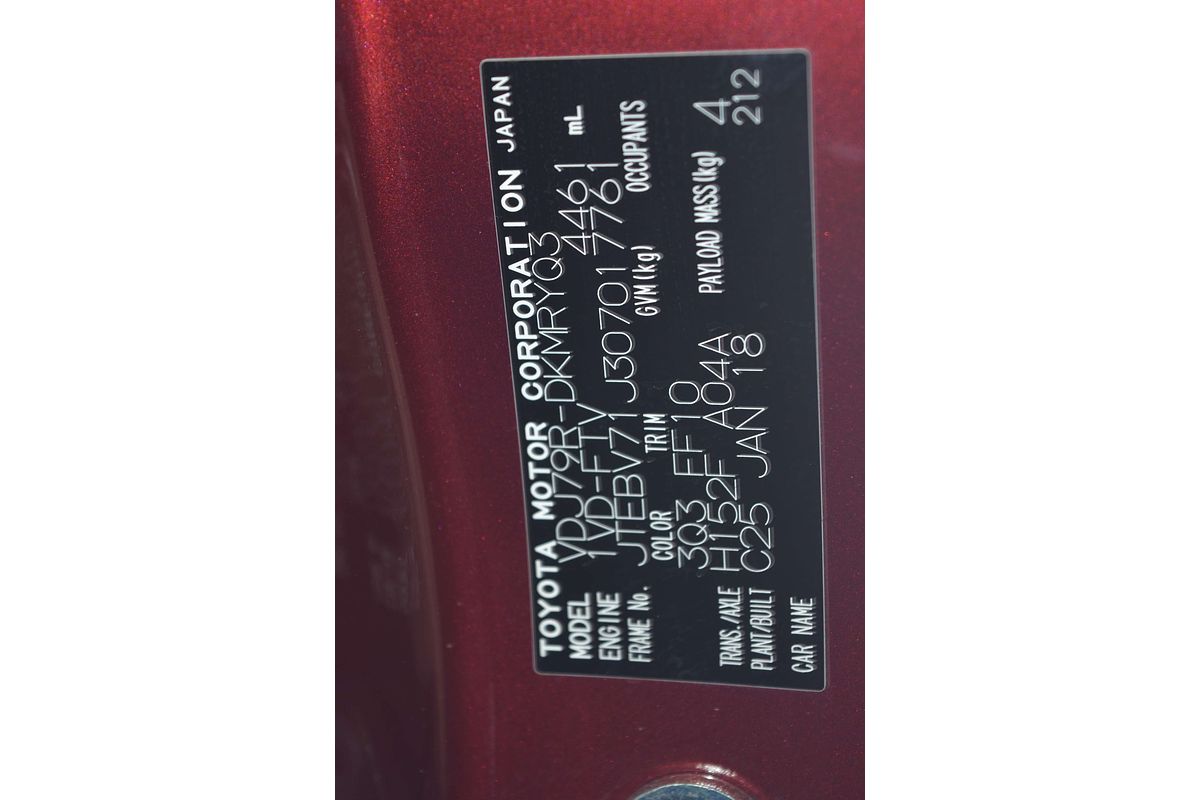 TOYOTA MOTOR CORPORATION JAPAN
MODEL VDJ79R-DKMRYQ3
ENGINE 1VD-FTV 4461 mL
FRAME No. JTEBV71J307017761
COLOR TRIM GVM(kg) OCCUPANTS
3Q3 EF10 4
TRANS./AXLE H152F A04A PAYLOAD MASS(kg) 212
PLANT/BUILT C25 JAN 18
CAR NAME